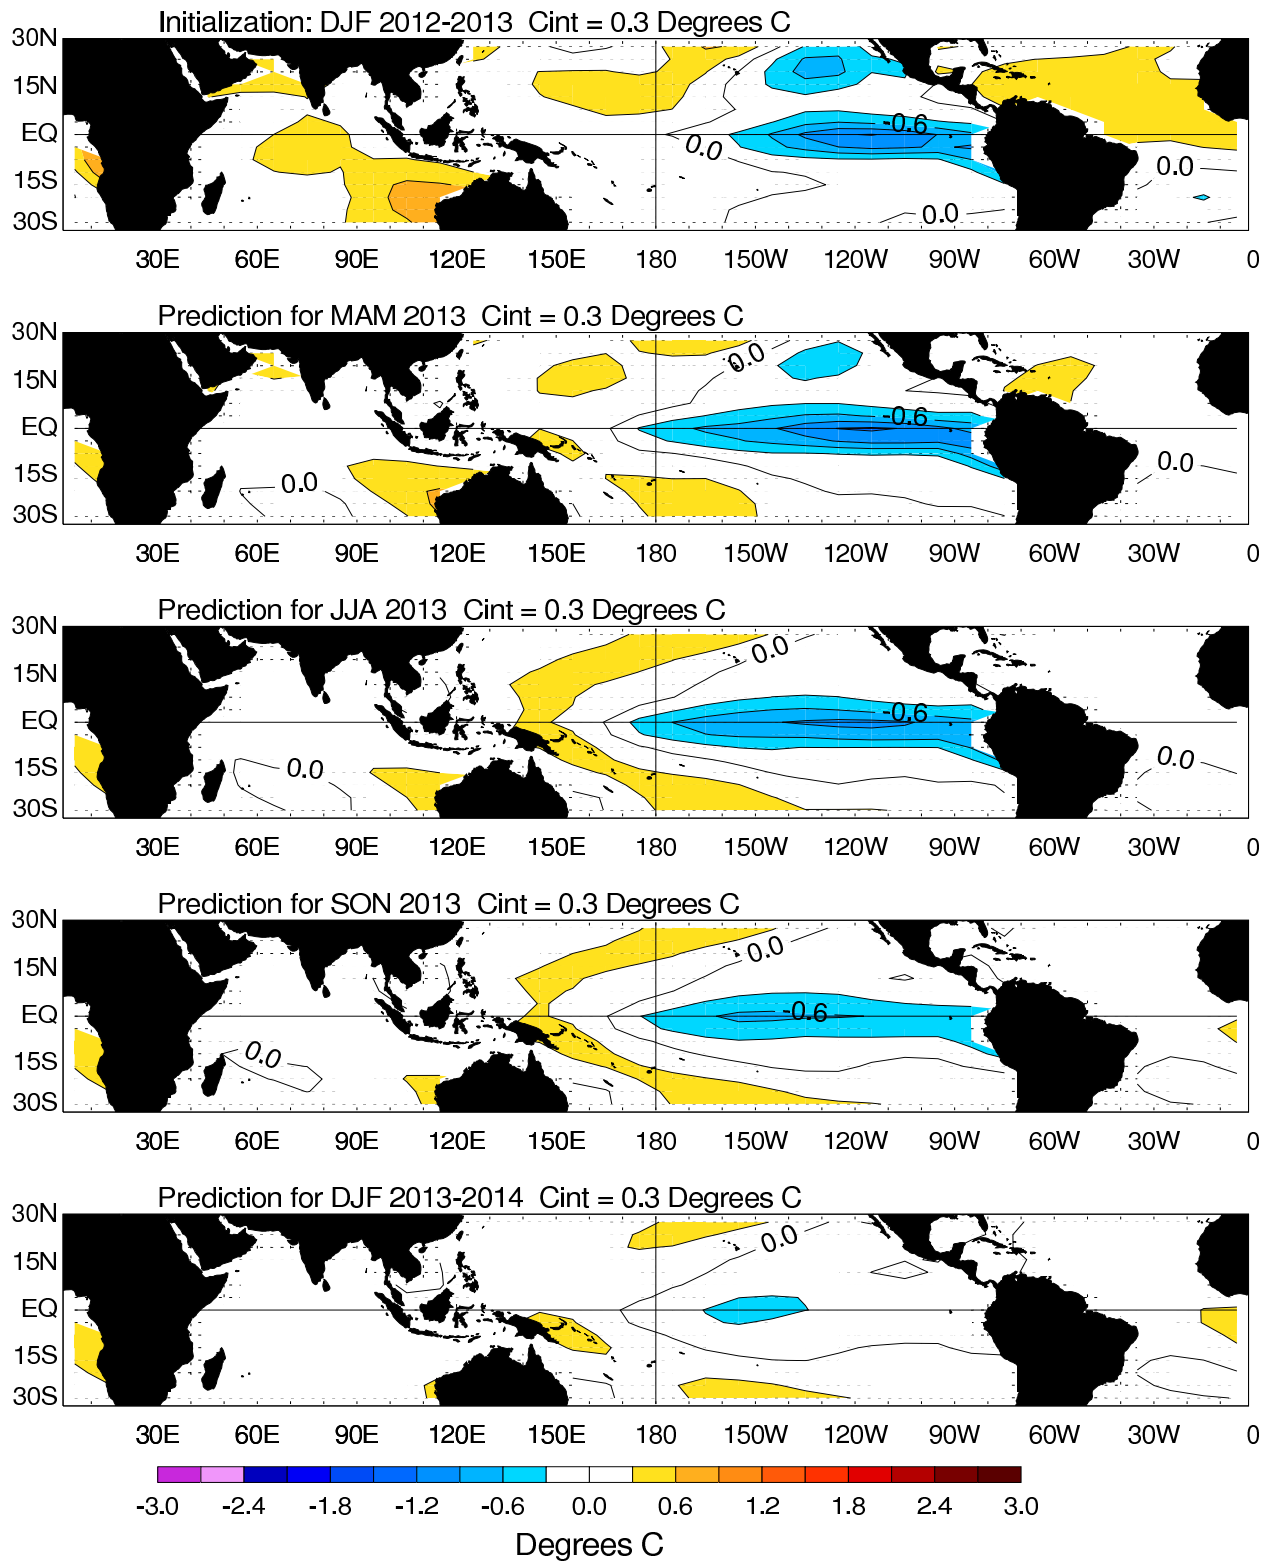 Initialization: DJF 2012-2013  Cint = 0.3 Degrees C
30N
15N
EQ
15S
30S
-0.6
0.0
0.0
0.0
30E 60E 90E 120E 150E 180 150W 120W 90W 60W 30W 0
Prediction for MAM 2013  Cint = 0.3 Degrees C
30N
15N
EQ
15S
30S
0.0
-0.6
0.0
0.0
30E 60E 90E 120E 150E 180 150W 120W 90W 60W 30W 0
Prediction for JJA 2013  Cint = 0.3 Degrees C
30N
15N
EQ
15S
30S
0.0
-0.6
0.0
0.0
30E 60E 90E 120E 150E 180 150W 120W 90W 60W 30W 0
Prediction for SON 2013  Cint = 0.3 Degrees C
30N
15N
EQ
15S
30S
0.0
-0.6
0.0
30E 60E 90E 120E 150E 180 150W 120W 90W 60W 30W 0
Prediction for DJF 2013-2014  Cint = 0.3 Degrees C
30N
15N
EQ
15S
30S
0.0
30E 60E 90E 120E 150E 180 150W 120W 90W 60W 30W 0
-3.0 -2.4 -1.8 -1.2 -0.6 0.0 0.6 1.2 1.8 2.4 3.0
Degrees C